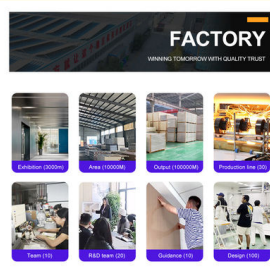 FACTORY
WINNING TOMORROW WITH QUALITY TRUST
Exhibition (3000m)
Area (10000M)
Output (100000M)
Production line (30)
Team (10)
R&D team (20)
Guidance (10)
Design (100)